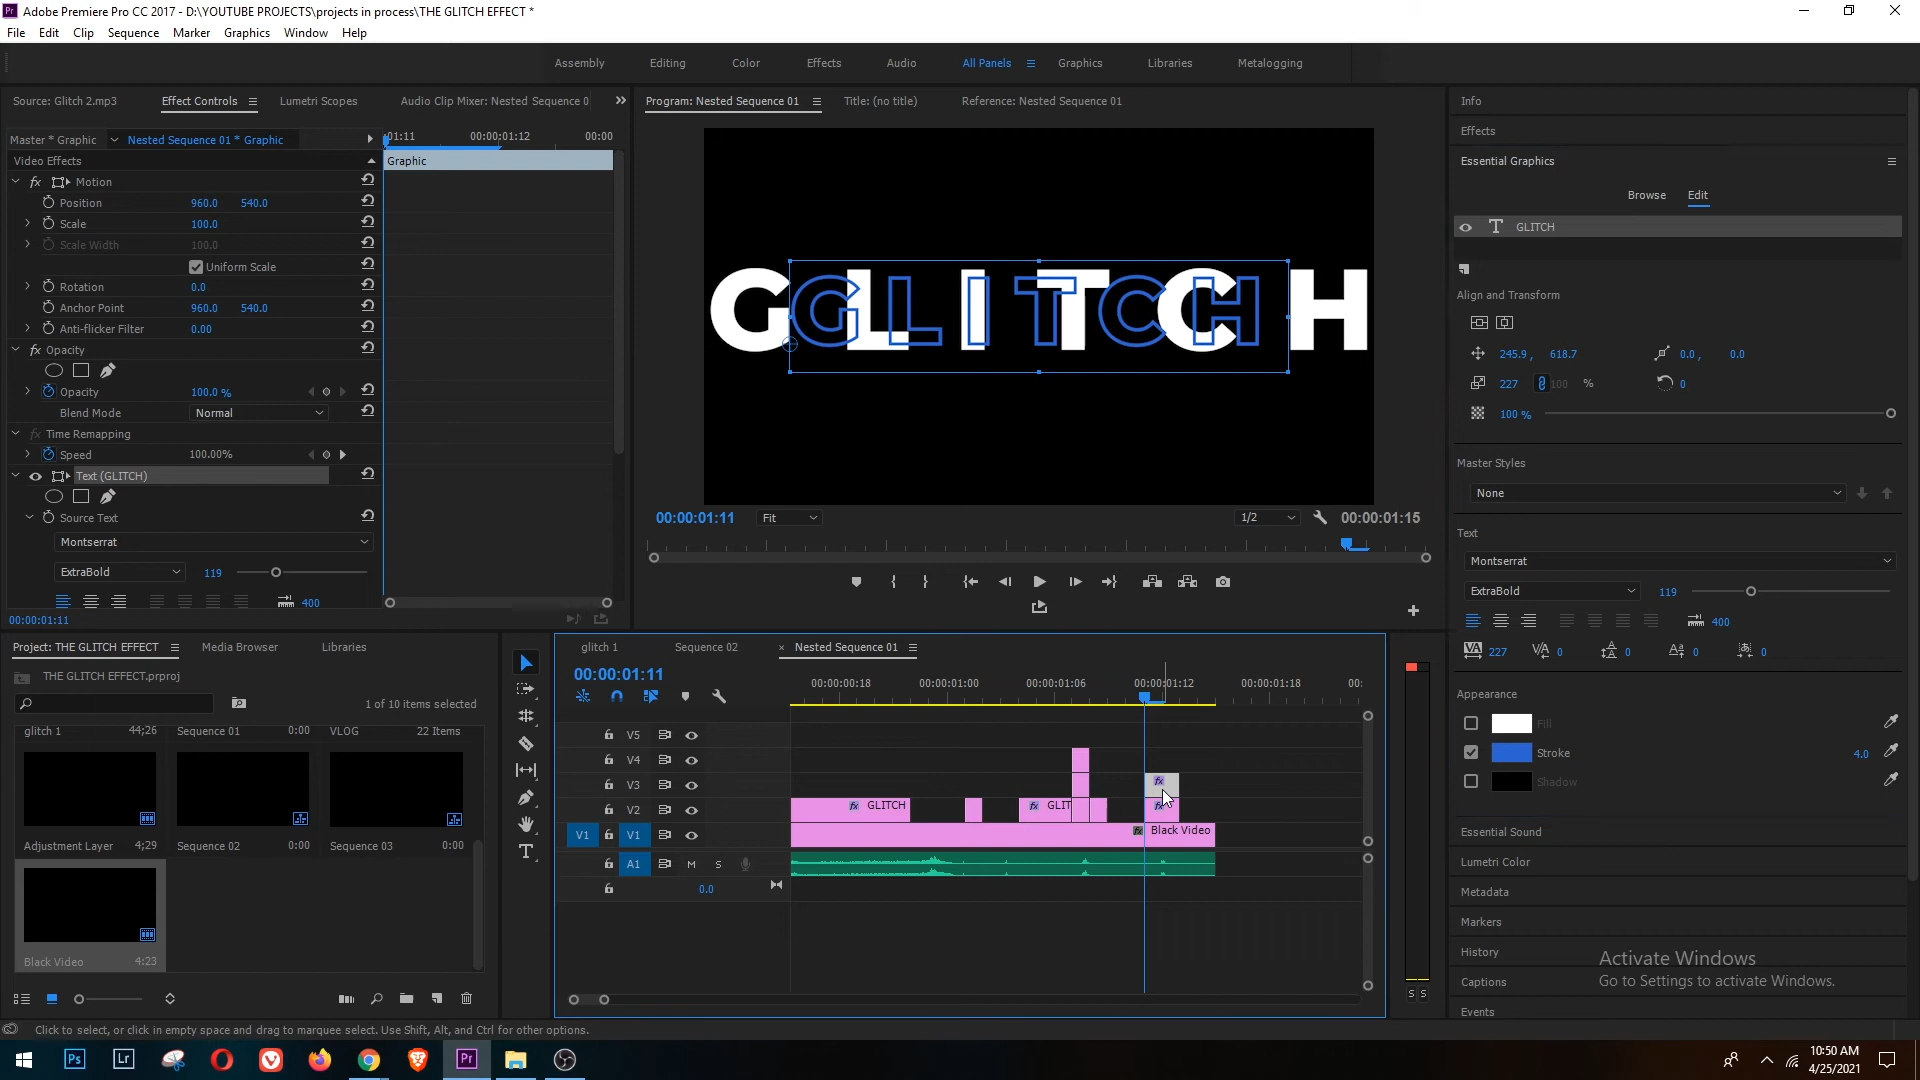 Adobe Premiere Pro CC 2017 - D:\YOUTUBE PROJECTS\projects in process\THE GLITCH EFFECT *
File Edit Clip Sequence Marker Graphics Window Help
Assembly Editing Color Effects Audio All Panels Graphics Libraries Metalogging
Source: Glitch 2.mp3 Effect Controls Lumetri Scopes Audio Clip Mixer: Nested Sequence 0
Program: Nested Sequence 01 Title: (no title) Reference: Nested Sequence 01
Info
Effects
Essential Graphics
Browse Edit
GLITCH
Align and Transform
245.9 , 618.7 0.0 , 0.0
227 100 % 0
100 %
Master Styles
None
Text
Montserrat
ExtraBold 119
400
227 0 0 0 0
Appearance
Fill
Stroke 4.0
Shadow
Essential Sound
Lumetri Color
Metadata
Markers
History
Captions
Events
Activate Windows
Go to Settings to activate Windows.
Master * Graphic Nested Sequence 01 * Graphic
01:11 00:00:01:12 00:00
Video Effects
Graphic
fx Motion
Position 960.0 540.0
Scale 100.0
Scale Width 100.0
Uniform Scale
Rotation 0.0
Anchor Point 960.0 540.0
Anti-flicker Filter 0.00
fx Opacity
Opacity 100.0 %
Blend Mode Normal
fx Time Remapping
Speed 100.00%
Text (GLITCH)
Source Text
Montserrat
ExtraBold 119
400
00:00:01:11
GLITCH
GLITCH
00:00:01:11 Fit 1/2 00:00:01:15
Project: THE GLITCH EFFECT Media Browser Libraries
THE GLITCH EFFECT.prproj
1 of 10 items selected
glitch 1 44;26 Sequence 01 0:00 VLOG 22 Items
Adjustment Layer 4;29 Sequence 02 0:00 Sequence 03 0:00
Black Video 4:23
T
glitch 1 Sequence 02 × Nested Sequence 01
00:00:01:11
00:00:00:18 00:00:01:00 00:00:01:06 00:00:01:12 00:00:01:18 00:
V5
V4
V3 fx
V2 fx GLITCH fx GLIT fx
V1 V1 fx Black Video
A1 M S
0.0
S S
Click to select, or click in empty space and drag to marquee select. Use Shift, Alt, and Ctrl for other options.
Ps Lr Pr
10:50 AM
4/25/2021